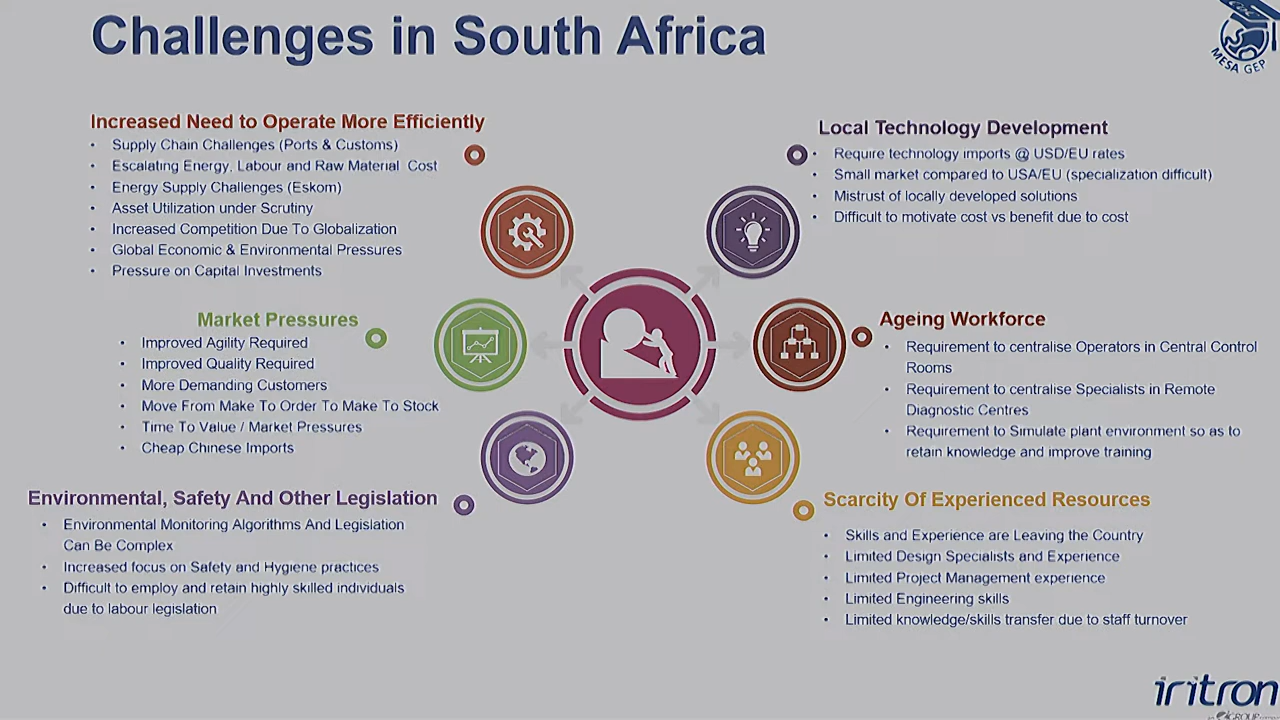 Challenges in South Africa
MESA GEP
Increased Need to Operate More Efficiently
• Supply Chain Challenges (Ports & Customs)
• Escalating Energy, Labour and Raw Material Cost
• Energy Supply Challenges (Eskom)
• Asset Utilization under Scrutiny
• Increased Competition Due To Globalization
• Global Economic & Environmental Pressures
• Pressure on Capital Investments
Local Technology Development
• Require technology imports @ USD/EU rates
• Small market compared to USA/EU (specialization difficult)
• Mistrust of locally developed solutions
• Difficult to motivate cost vs benefit due to cost
Market Pressures
• Improved Agility Required
• Improved Quality Required
• More Demanding Customers
• Move From Make To Order To Make To Stock
• Time To Value / Market Pressures
• Cheap Chinese Imports
Ageing Workforce
• Requirement to centralise Operators in Central Control
Rooms
• Requirement to centralise Specialists in Remote
Diagnostic Centres
• Requirement to Simulate plant environment so as to
retain knowledge and improve training
Environmental, Safety And Other Legislation
• Environmental Monitoring Algorithms And Legislation
Can Be Complex
• Increased focus on Safety and Hygiene practices
• Difficult to employ and retain highly skilled individuals
due to labour legislation
Scarcity Of Experienced Resources
• Skills and Experience are Leaving the Country
• Limited Design Specialists and Experience
• Limited Project Management experience
• Limited Engineering skills
• Limited knowledge/skills transfer due to staff turnover
iritron
GROUP